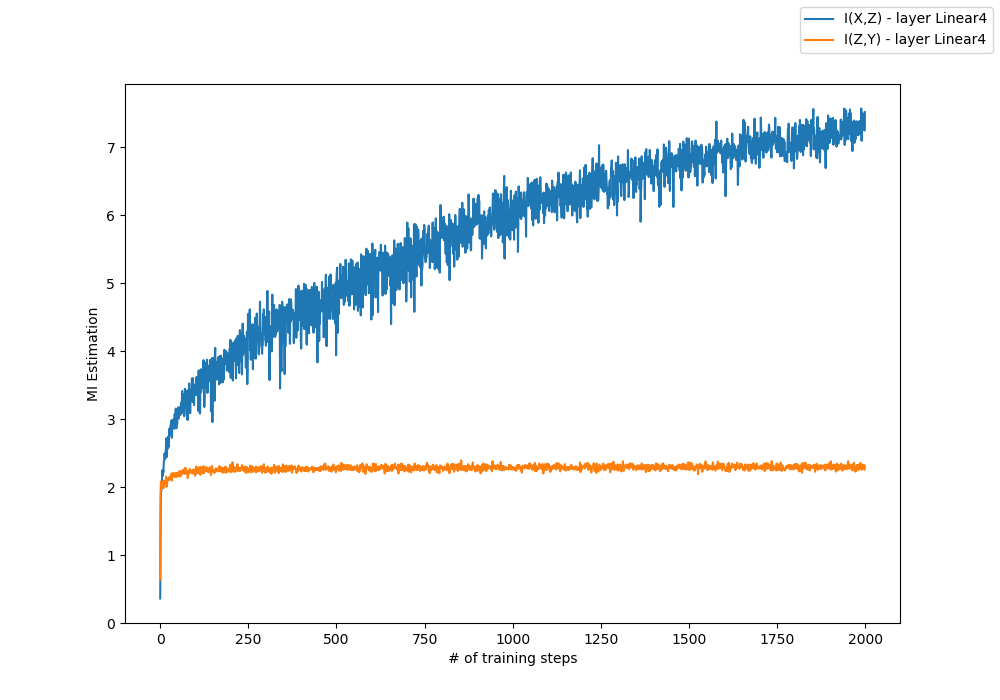 I(X,Z) - layer Linear4
I(Z,Y) - layer Linear4
7
6
5
4
3
2
1
0
MI Estimation
0 250 500 750 1000 1250 1500 1750 2000
# of training steps